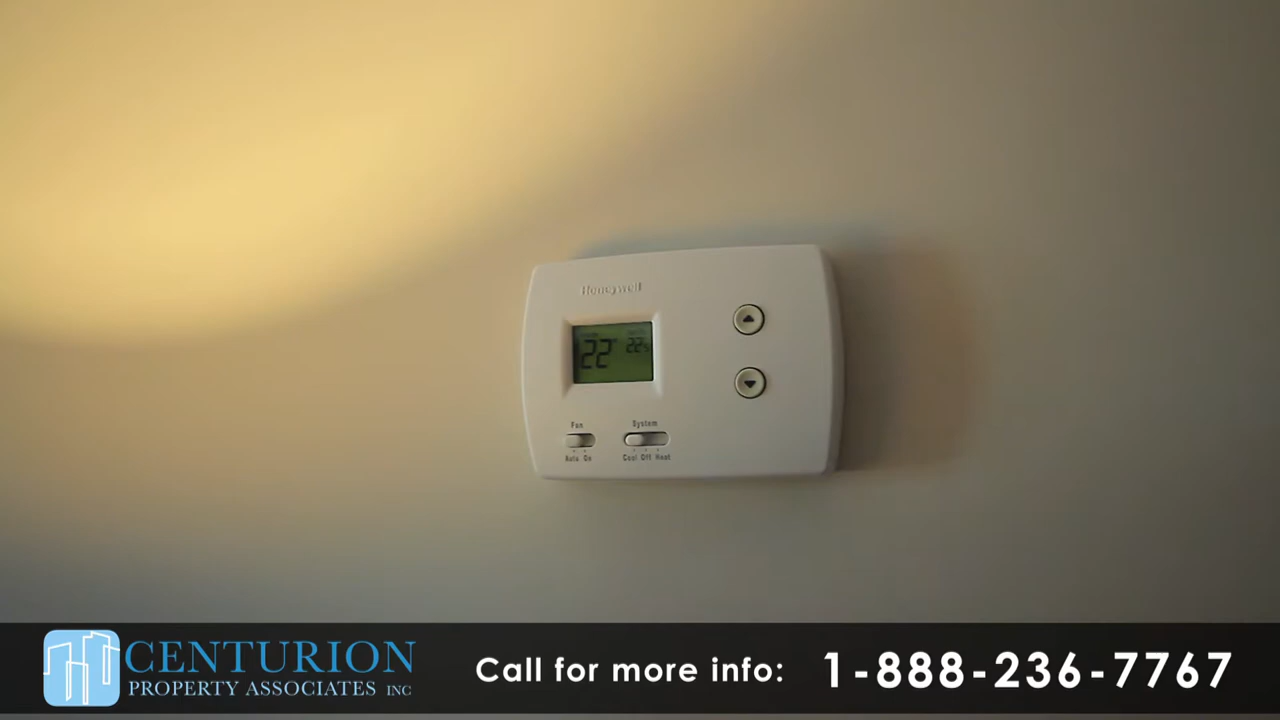 Honeywell
22° 22°
Fan
System
Auto On
Cool Off Heat
CENTURION
PROPERTY ASSOCIATES INC
Call for more info: 1-888-236-7767